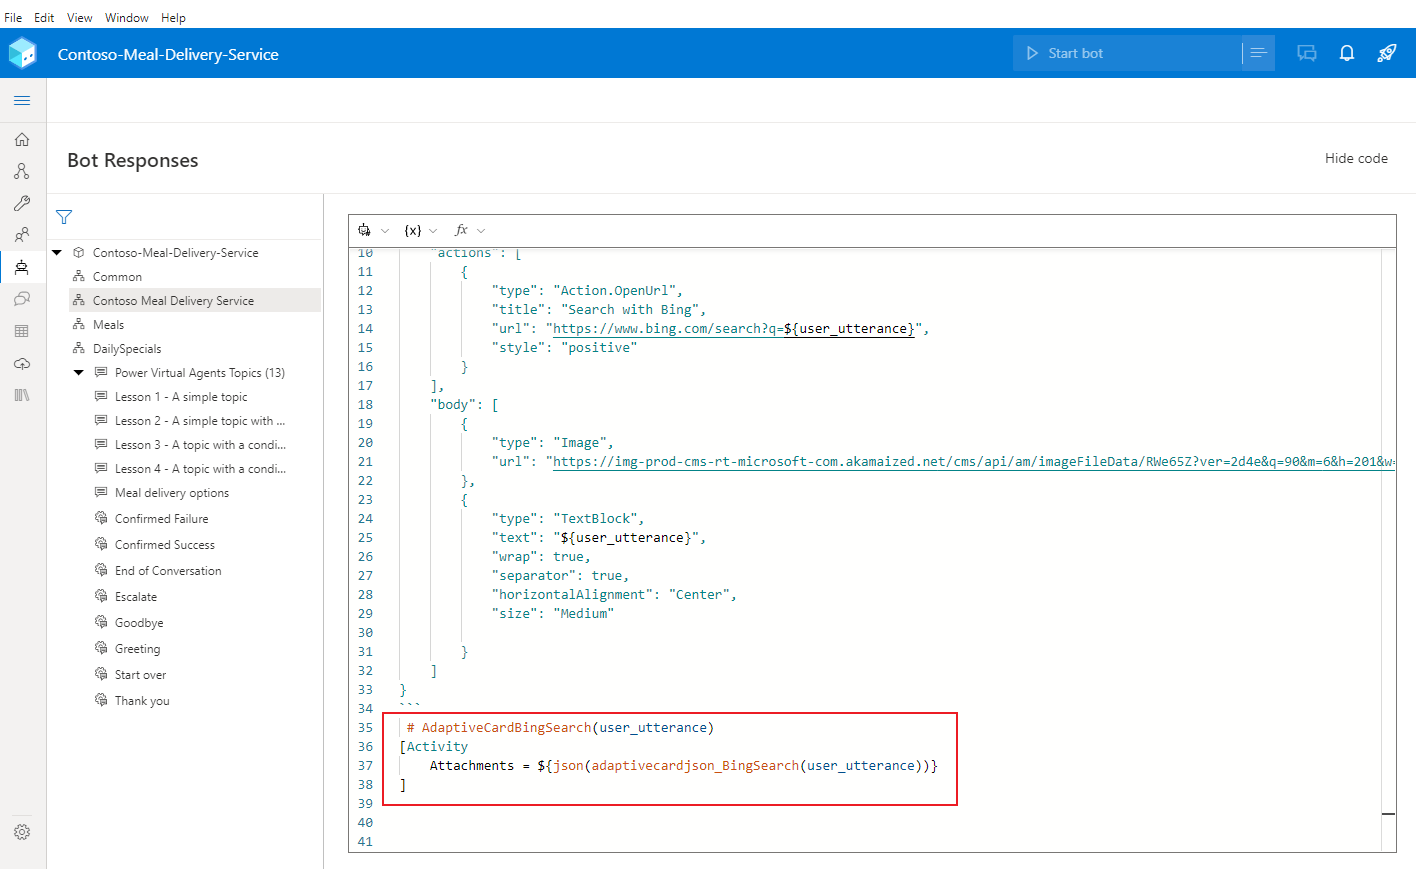 File Edit View Window Help
Contoso-Meal-Delivery-Service
Start bot
Bot Responses
Hide code
Contoso-Meal-Delivery-Service
Common
Contoso Meal Delivery Service
Meals
DailySpecials
Power Virtual Agents Topics (13)
Lesson 1 - A simple topic
Lesson 2 - A simple topic with ...
Lesson 3 - A topic with a condi...
Lesson 4 - A topic with a condi...
Meal delivery options
Confirmed Failure
Confirmed Success
End of Conversation
Escalate
Goodbye
Greeting
Start over
Thank you
{x} fx
10 "actions": [
11 {
12 "type": "Action.OpenUrl",
13 "title": "Search with Bing",
14 "url": "https://www.bing.com/search?q=${user_utterance}",
15 "style": "positive"
16 }
17 ],
18 "body": [
19 {
20 "type": "Image",
21 "url": "https://img-prod-cms-rt-microsoft-com.akamaized.net/cms/api/am/imageFileData/RWe65Z?ver=2d4e&q=90&m=6&h=201&w=
22 },
23 {
24 "type": "TextBlock",
25 "text": "${user_utterance}",
26 "wrap": true,
27 "separator": true,
28 "horizontalAlignment": "Center",
29 "size": "Medium"
30
31 }
32 ]
33 }
34 ```
35 # AdaptiveCardBingSearch(user_utterance)
36 [Activity
37 Attachments = ${json(adaptivecardjson_BingSearch(user_utterance))}
38 ]
39
40
41